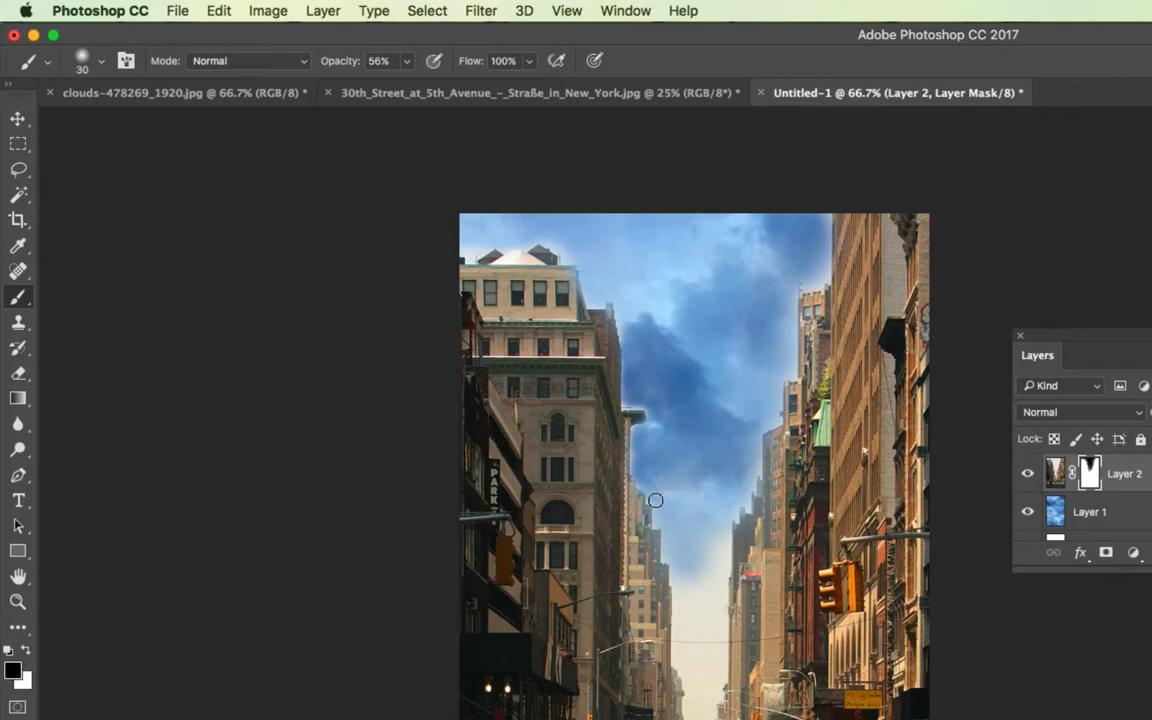 Photoshop CC File Edit Image Layer Type Select Filter 3D View Window Help
Adobe Photoshop CC 2017
30 Mode: Normal Opacity: 56% Flow: 100%
clouds-478269_1920.jpg @ 66.7% (RGB/8) * 30th_Street_at_5th_Avenue_-_Straße_in_New_York.jpg @ 25% (RGB/8*) * Untitled-1 @ 66.7% (Layer 2, Layer Mask/8) *
Layers
Kind
Normal
Lock:
Layer 2
Layer 1
fx
PARK